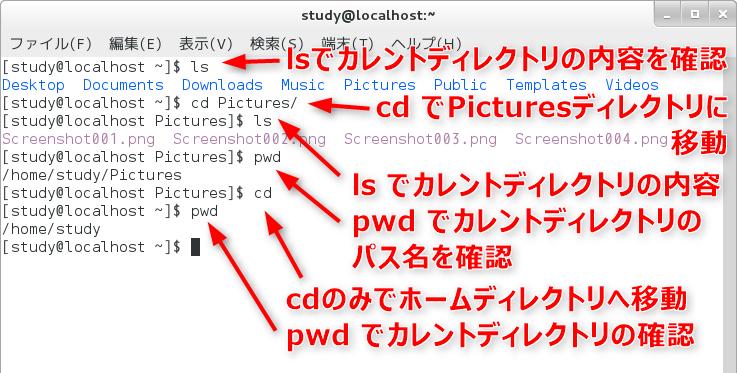 study@localhost:~
ファイル(F) 編集(E) 表示(V) 検索(S) 端末(T) ヘルプ(H)
[study@localhost ~]$ ls
lsでカレントディレクトリの内容を確認
Desktop Documents Downloads Music Pictures Public Templates Videos
[study@localhost ~]$ cd Pictures/
cd でPicturesディレクトリに
移動
[study@localhost Pictures]$ ls
Screenshot001.png Screenshot002.png Screenshot003.png Screenshot004.png
[study@localhost Pictures]$ pwd
/home/study/Pictures
ls でカレントディレクトリの内容
[study@localhost Pictures]$ cd
[study@localhost ~]$ pwd
pwd でカレントディレクトリの
パス名を確認
/home/study
[study@localhost ~]$
cdのみでホームディレクトリへ移動
pwd でカレントディレクトリの確認